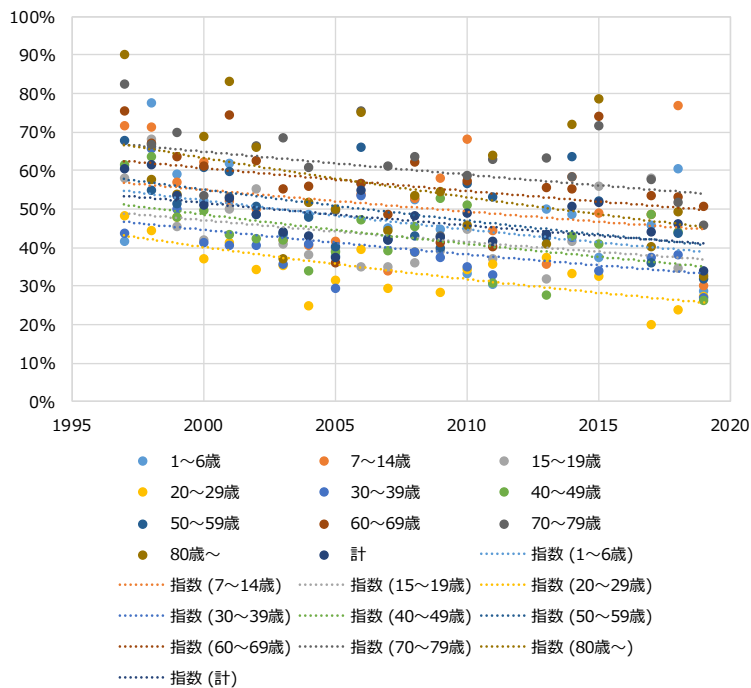 100%
90%
80%
70%
60%
50%
40%
30%
20%
10%
0%
1995 2000 2005 2010 2015 2020
1～6歳 7～14歳 15～19歳
20～29歳 30～39歳 40～49歳
50～59歳 60～69歳 70～79歳
80歳～ 計 指数 (1～6歳)
指数 (7～14歳) 指数 (15～19歳) 指数 (20～29歳)
指数 (30～39歳) 指数 (40～49歳) 指数 (50～59歳)
指数 (60～69歳) 指数 (70～79歳) 指数 (80歳～)
指数 (計)